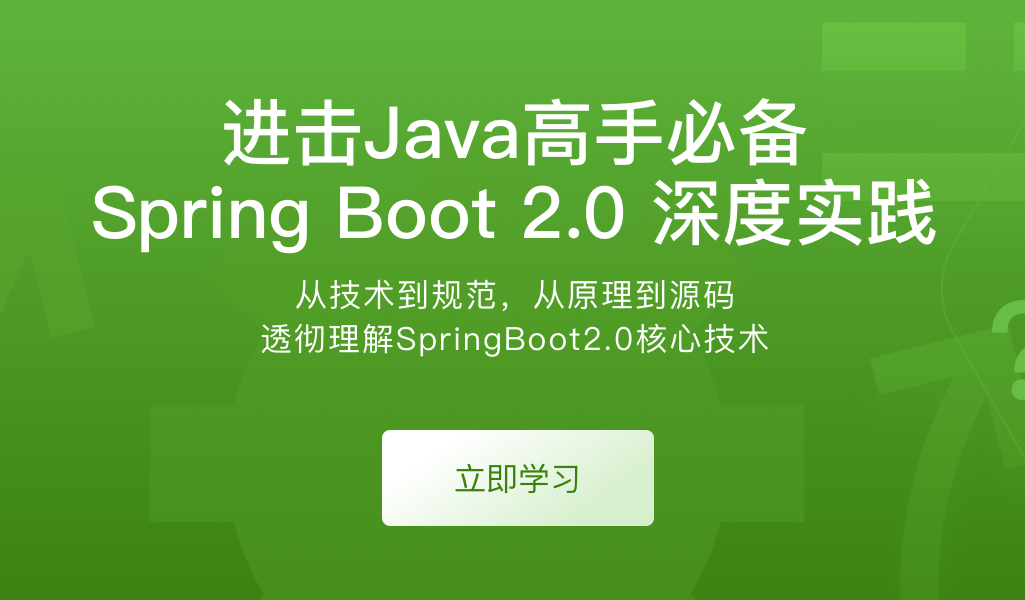 进击Java高手必备
Spring Boot 2.0 深度实践
从技术到规范，从原理到源码
透彻理解SpringBoot2.0核心技术
立即学习
?